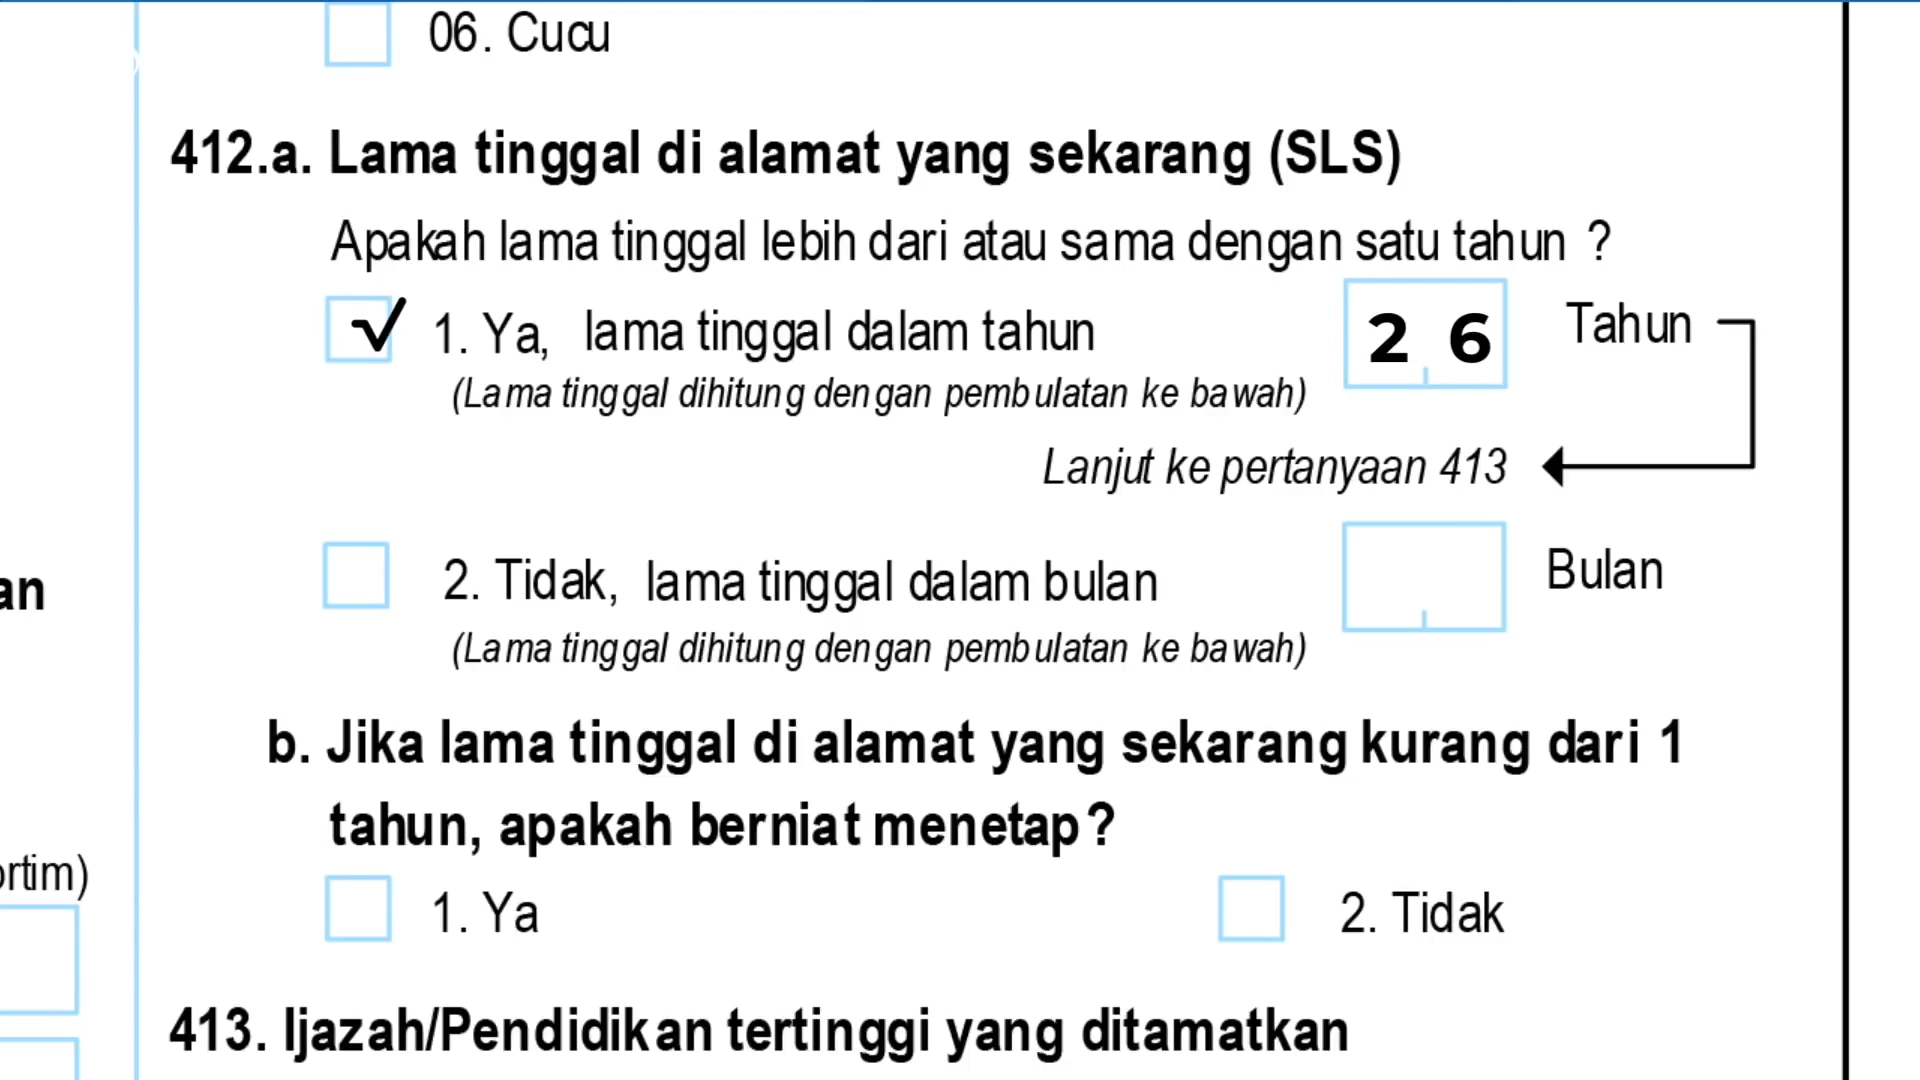 06. Cucu
412.a. Lama tinggal di alamat yang sekarang (SLS)
Apakah lama tinggal lebih dari atau sama dengan satu tahun ?
√ 1. Ya, lama tinggal dalam tahun 2 6 Tahun
(Lama tinggal dihitung dengan pembulatan ke bawah)
Lanjut ke pertanyaan 413
2. Tidak, lama tinggal dalam bulan Bulan
(Lama tinggal dihitung dengan pembulatan ke bawah)
b. Jika lama tinggal di alamat yang sekarang kurang dari 1
tahun, apakah berniat menetap?
1. Ya 2. Tidak
413. Ijazah/Pendidikan tertinggi yang ditamatkan